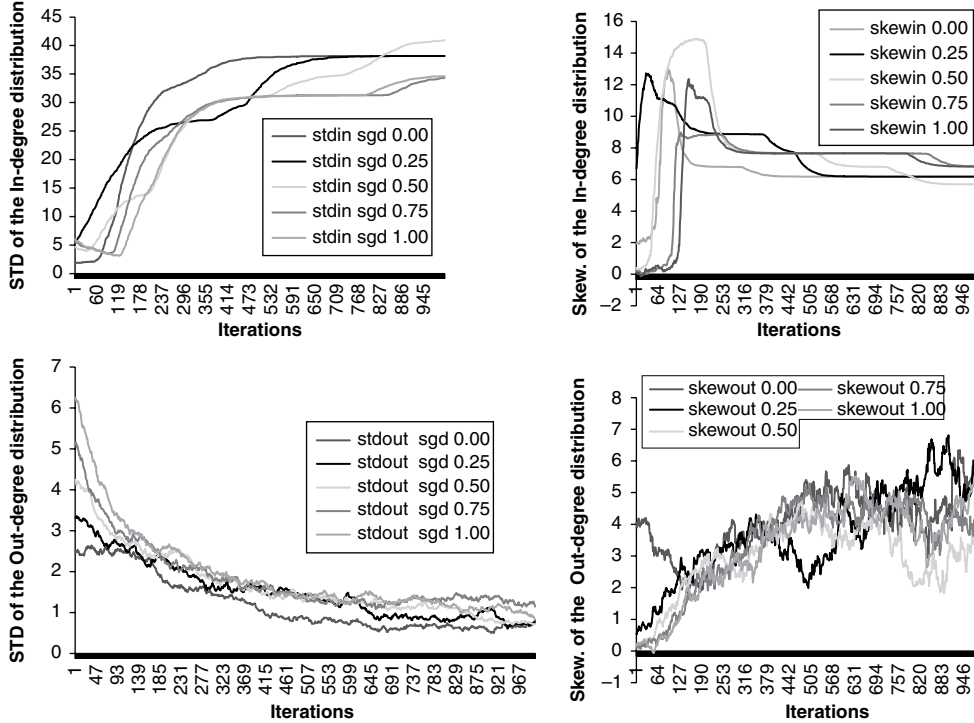 STD of the In-degree distribution
45
40
35
30
25
20
15
10
5
0
stdin sgd 0.00
stdin sgd 0.25
stdin sgd 0.50
stdin sgd 0.75
stdin sgd 1.00
1 60 119 178 237 296 355 414 473 532 591 650 709 768 827 886 945
Iterations
Skew. of the In-degree distribution
16
14
12
10
8
6
4
2
0
−2
skewin 0.00
skewin 0.25
skewin 0.50
skewin 0.75
skewin 1.00
1 64 127 190 253 316 379 442 505 568 631 694 757 820 883 946
Iterations
STD of the Out-degree distribution
7
6
5
4
3
2
1
0
stdout sgd 0.00
stdout sgd 0.25
stdout sgd 0.50
stdout sgd 0.75
stdout sgd 1.00
1 47 93 139 185 231 277 323 369 415 461 507 553 599 645 691 737 783 829 875 921 967
Iterations
Skew. of the Out-degree distribution
8
7
6
5
4
3
2
1
0
−1
skewout 0.00 skewout 0.75
skewout 0.25 skewout 1.00
skewout 0.50
1 64 127 190 253 316 379 442 505 568 631 694 757 820 883 946
Iterations